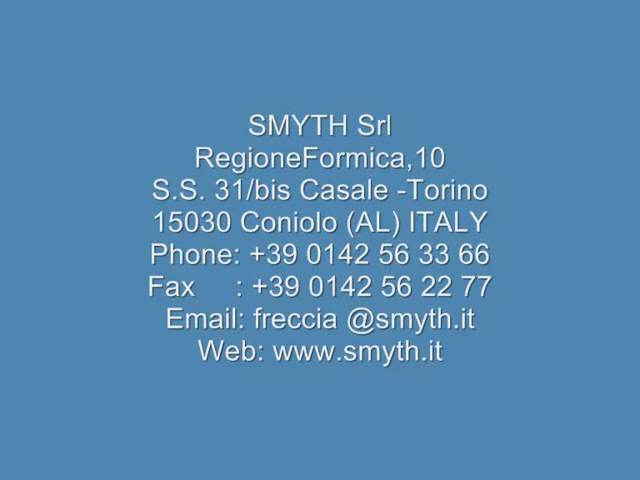 SMYTH Srl
RegioneFormica,10
S.S. 31/bis Casale -Torino
15030 Coniolo (AL) ITALY
Phone: +39 0142 56 33 66
Fax     : +39 0142 56 22 77
Email: freccia @smyth.it
Web: www.smyth.it